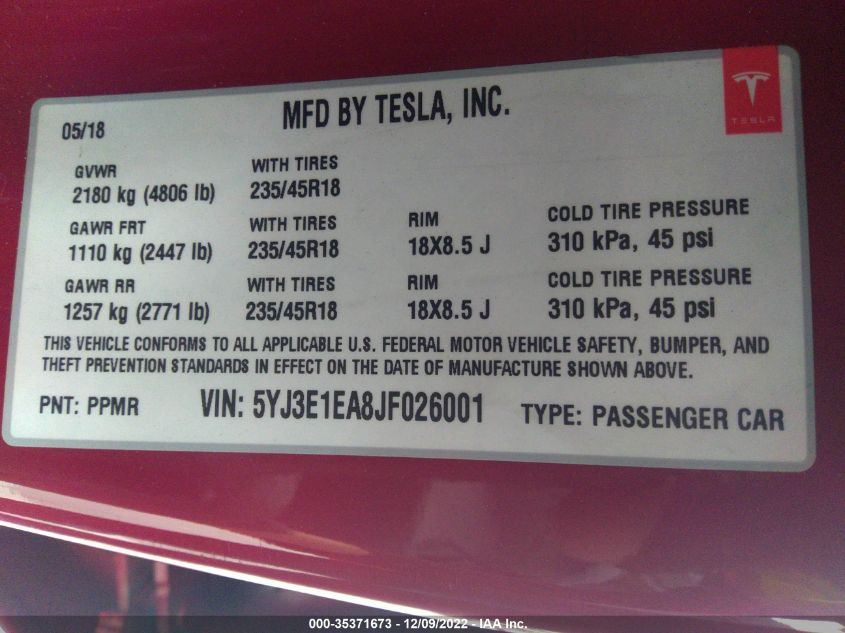 MFD BY TESLA, INC.
TESLA
05/18
GVWR WITH TIRES
2180 kg (4806 lb) 235/45R18
GAWR FRT WITH TIRES RIM COLD TIRE PRESSURE
1110 kg (2447 lb) 235/45R18 18X8.5 J 310 kPa, 45 psi
GAWR RR WITH TIRES RIM COLD TIRE PRESSURE
1257 kg (2771 lb) 235/45R18 18X8.5 J 310 kPa, 45 psi
THIS VEHICLE CONFORMS TO ALL APPLICABLE U.S. FEDERAL MOTOR VEHICLE SAFETY, BUMPER, AND
THEFT PREVENTION STANDARDS IN EFFECT ON THE DATE OF MANUFACTURE SHOWN ABOVE.
PNT: PPMR VIN: 5YJ3E1EA8JF026001 TYPE: PASSENGER CAR
000-35371673 - 12/09/2022 - IAA Inc.